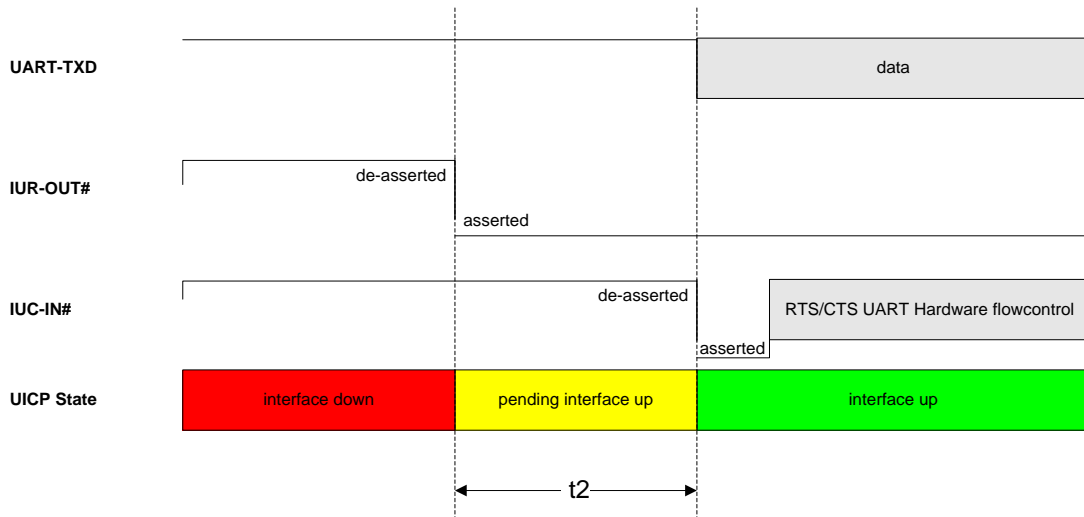 UART-TXD
data
IUR-OUT#
de-asserted
asserted
IUC-IN#
de-asserted
asserted
RTS/CTS UART Hardware flowcontrol
UICP State
interface down
pending interface up
interface up
t2